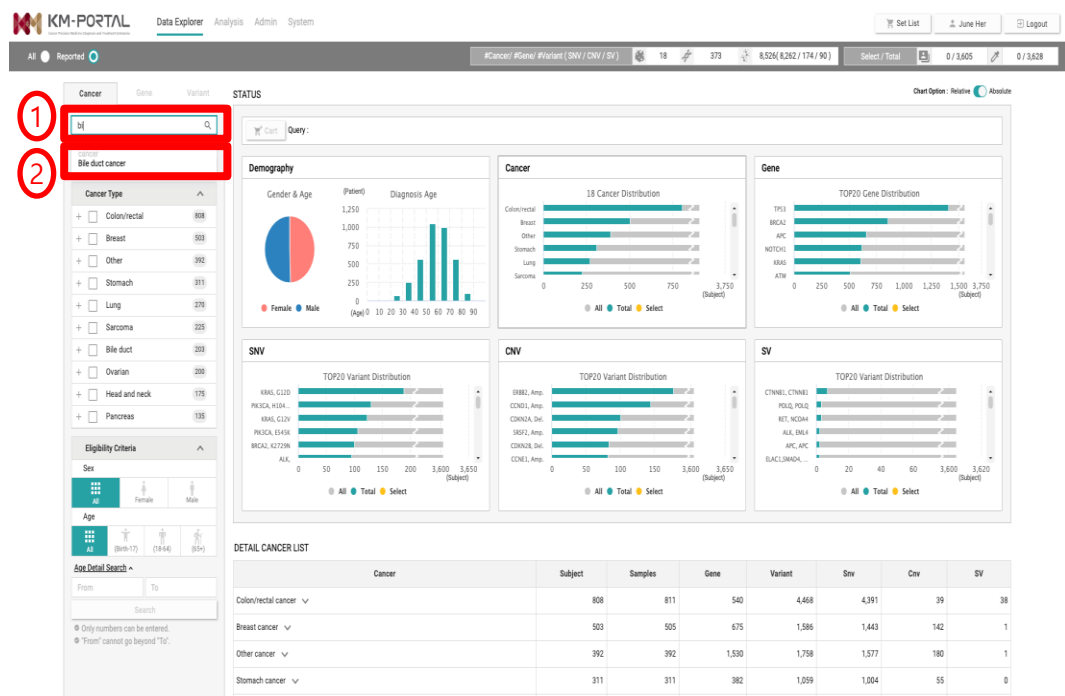 KM-PORTAL
Data Explorer Analysis Admin System
Set List
June Her
Logout
All Reported
#Cancer/ #Gene/ #Variant ( SNV / CNV / SV ) 18 373 8,526( 8,262 / 174 / 90 )
Select / Total 0 / 3,605 0 / 3,628
Cancer Gene Variant
STATUS
Chart Option : Relative Absolute
1
bi
2
cancer
Bile duct cancer
Cart Query :
Cancer Type
+ Colon/rectal 808
+ Breast 503
+ Other 392
+ Stomach 311
+ Lung 270
+ Sarcoma 225
+ Bile duct 203
+ Ovarian 200
+ Head and neck 175
+ Pancreas 135
Eligibility Criteria
Sex
All Female Male
Age
All (Birth-17) (18-64) (65+)
Age Detail Search
From To
Search
Only numbers can be entered.
"From" cannot go beyond "To".
Demography
Gender & Age
Female Male
(Patient) Diagnosis Age
1,250
1,000
750
500
250
0
(Age) 0 10 20 30 40 50 60 70 80 90
Cancer
18 Cancer Distribution
Colon/rectal
Breast
Other
Stomach
Lung
Sarcoma
0 250 500 750 3,750
(Subject)
All Total Select
Gene
TOP20 Gene Distribution
TP53
BRCA2
APC
NOTCH1
KRAS
ATM
0 250 500 750 1,000 1,250 1,500 3,750
(Subject)
All Total Select
SNV
TOP20 Variant Distribution
KRAS, G12D
PIK3CA, H104...
KRAS, G12V
PIK3CA, E545K
BRCA2, K2729N
ALK,
0 50 100 150 200 3,600 3,650
(Subject)
All Total Select
CNV
TOP20 Variant Distribution
ERBB2, Amp.
CCND1, Amp.
CDKN2A, Del.
SRSF2, Amp.
CDKN2B, Del.
CCNE1, Amp.
0 50 100 150 3,600 3,650
(Subject)
All Total Select
SV
TOP20 Variant Distribution
CTNNB1, CTNNB1
POLQ, POLQ
RET, NCOA4
ALK, EML4
APC, APC
ELAC1,SMAD4, ...
0 20 40 60 3,600 3,620
(Subject)
All Total Select
DETAIL CANCER LIST
Cancer Subject Samples Gene Variant Snv Cnv SV
Colon/rectal cancer 808 811 540 4,468 4,391 39 38
Breast cancer 503 505 675 1,586 1,443 142 1
Other cancer 392 392 1,530 1,758 1,577 180 1
Stomach cancer 311 311 382 1,059 1,004 55 0